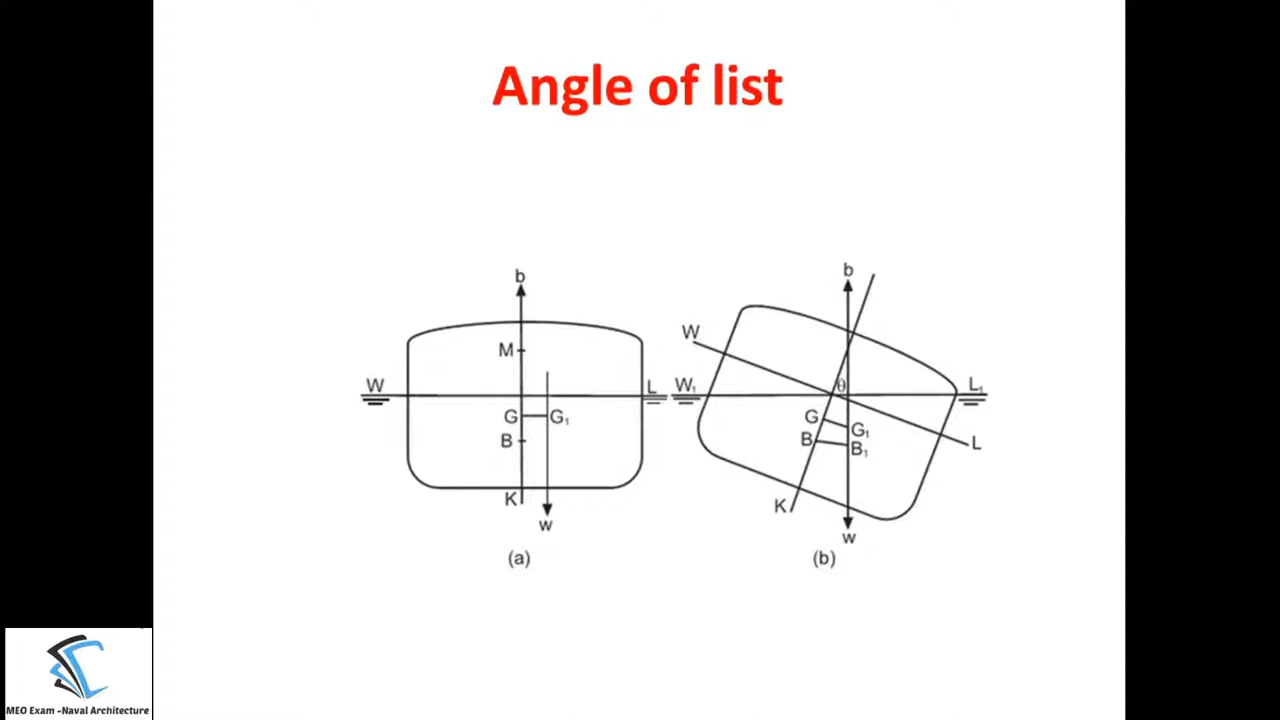 Angle of list
b
M
W
L
G
G₁
B
K
w
(a)
b
W
W₁
θ
L₁
G
G₁
B
B₁
L
K
w
(b)
MEO Exam -Naval Architecture